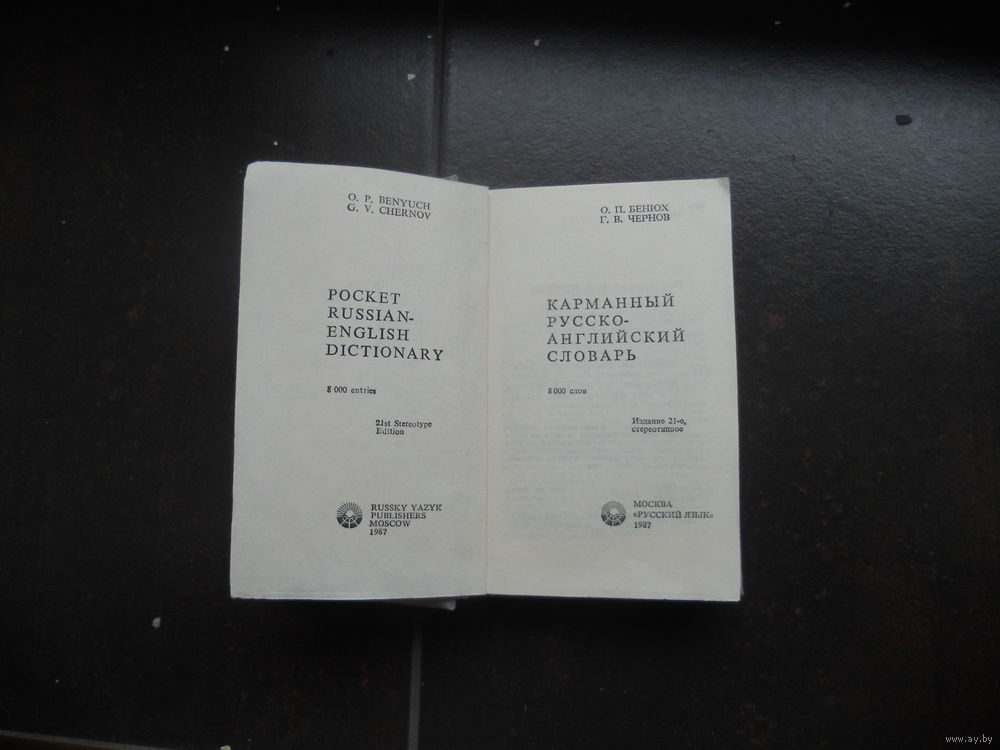 O. P. BENYUCH
G. V. CHERNOV
POCKET
RUSSIAN-
ENGLISH
DICTIONARY
8 000 entries
21st Stereotype
Edition
RUSSKY YAZYK
PUBLISHERS
MOSCOW
1987
О. П. БЕНЮХ
Г. В. ЧЕРНОВ
КАРМАННЫЙ
РУССКО-
АНГЛИЙСКИЙ
СЛОВАРЬ
8 000 слов
Издание 21-е,
стереотипное
МОСКВА
«РУССКИЙ ЯЗЫК»
1987
www.ay.by